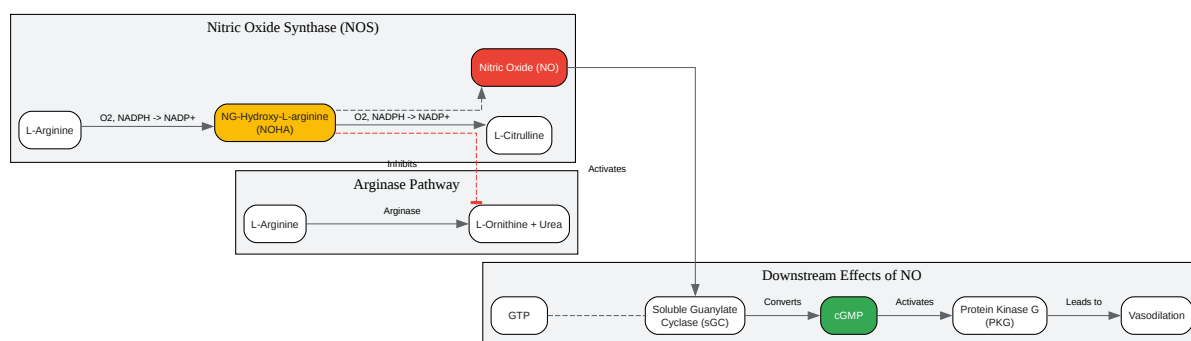 Nitric Oxide Synthase (NOS)
Nitric Oxide (NO)
L-Arginine
O2, NADPH -> NADP+
NG-Hydroxy-L-arginine
(NOHA)
O2, NADPH -> NADP+
L-Citrulline
Inhibits
Activates
Arginase Pathway
L-Arginine
Arginase
L-Ornithine + Urea
Downstream Effects of NO
GTP
Soluble Guanylate
Cyclase (sGC)
Converts
cGMP
Activates
Protein Kinase G
(PKG)
Leads to
Vasodilation